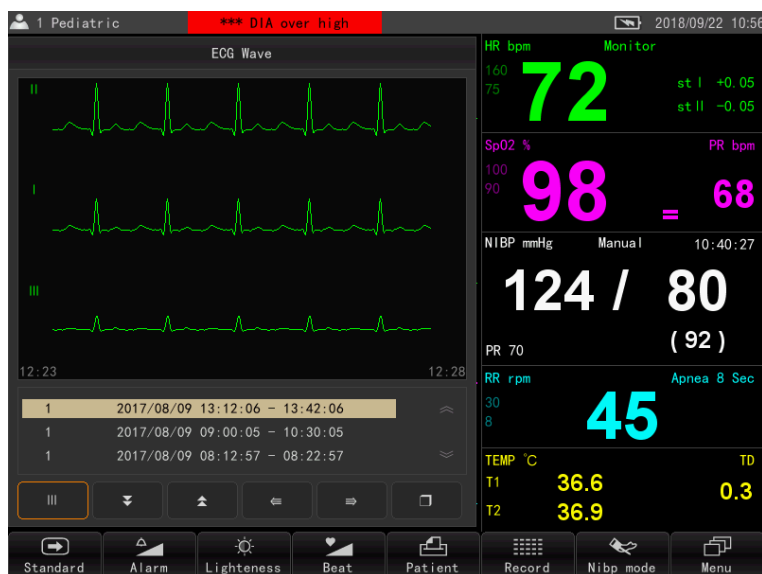 1 Pediatric *** DIA over high 2018/09/22 10:56
ECG Wave
II
I
III
12:23 12:28
1 2017/08/09 13:12:06 - 13:42:06
1 2017/08/09 09:00:05 - 10:30:05
1 2017/08/09 08:12:57 - 08:22:57
III
HR bpm Monitor
160
75
72
st I +0.05
st II -0.05
SpO2 % PR bpm
100
90
98 = 68
NIBP mmHg Manual 10:40:27
124 / 80
PR 70 (92)
RR rpm Apnea 8 Sec
30
8
45
TEMP °C TD
T1 36.6
0.3
T2 36.9
Standard Alarm Lighteness Beat Patient Record Nibp mode Menu